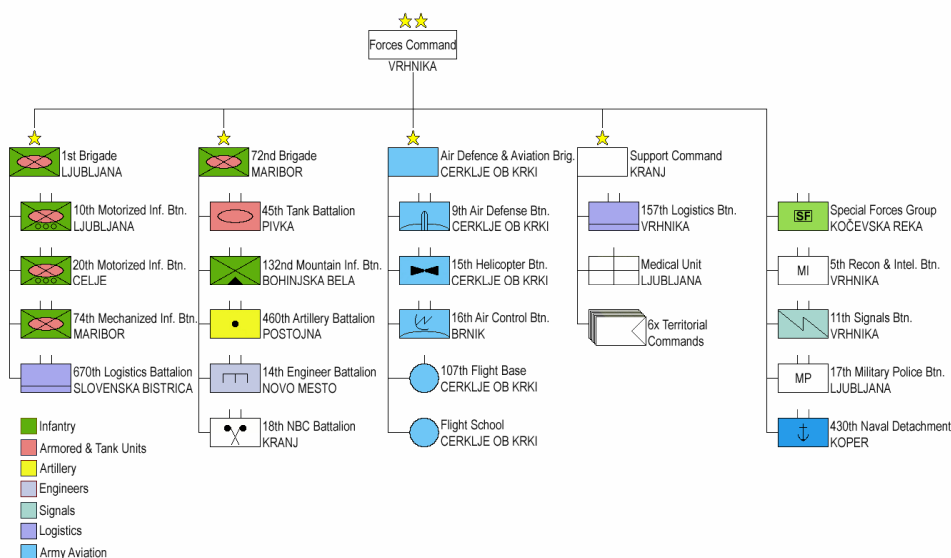 Forces Command
VRHNIKA
1st Brigade
LJUBLJANA
10th Motorized Inf. Btn.
LJUBLJANA
20th Motorized Inf. Btn.
CELJE
74th Mechanized Inf. Btn.
MARIBOR
670th Logistics Battalion
SLOVENSKA BISTRICA
72nd Brigade
MARIBOR
45th Tank Battalion
PIVKA
132nd Mountain Inf. Btn.
BOHINJSKA BELA
460th Artillery Battalion
POSTOJNA
14th Engineer Battalion
NOVO MESTO
18th NBC Battalion
KRANJ
Air Defence & Aviation Brig.
CERKLJE OB KRKI
9th Air Defense Btn.
CERKLJE OB KRKI
15th Helicopter Btn.
CERKLJE OB KRKI
16th Air Control Btn.
BRNIK
107th Flight Base
CERKLJE OB KRKI
Flight School
CERKLJE OB KRKI
Support Command
KRANJ
157th Logistics Btn.
VRHNIKA
Medical Unit
LJUBLJANA
6x Territorial
Commands
SF
Special Forces Group
KOČEVSKA REKA
MI
5th Recon & Intel. Btn.
VRHNIKA
11th Signals Btn.
VRHNIKA
MP
17th Military Police Btn.
LJUBLJANA
430th Naval Detachment
KOPER
Infantry
Armored & Tank Units
Artillery
Engineers
Signals
Logistics
Army Aviation